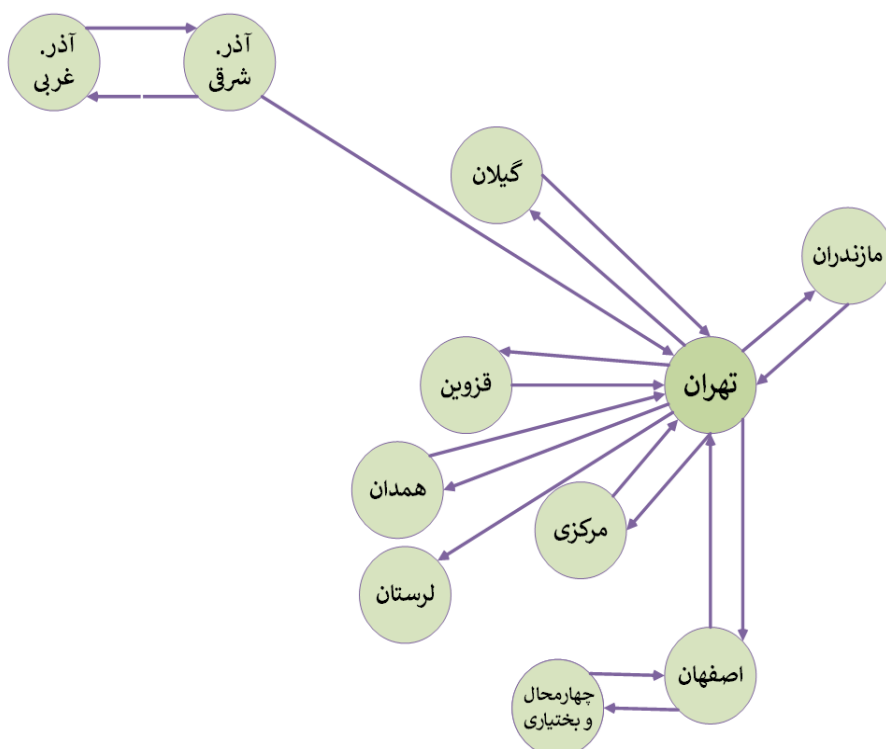 آذر.
غربی
آذر.
شرقی
گیلان
مازندران
تهران
قزوین
همدان
مرکزی
لرستان
اصفهان
چهارمحال
و بختیاری